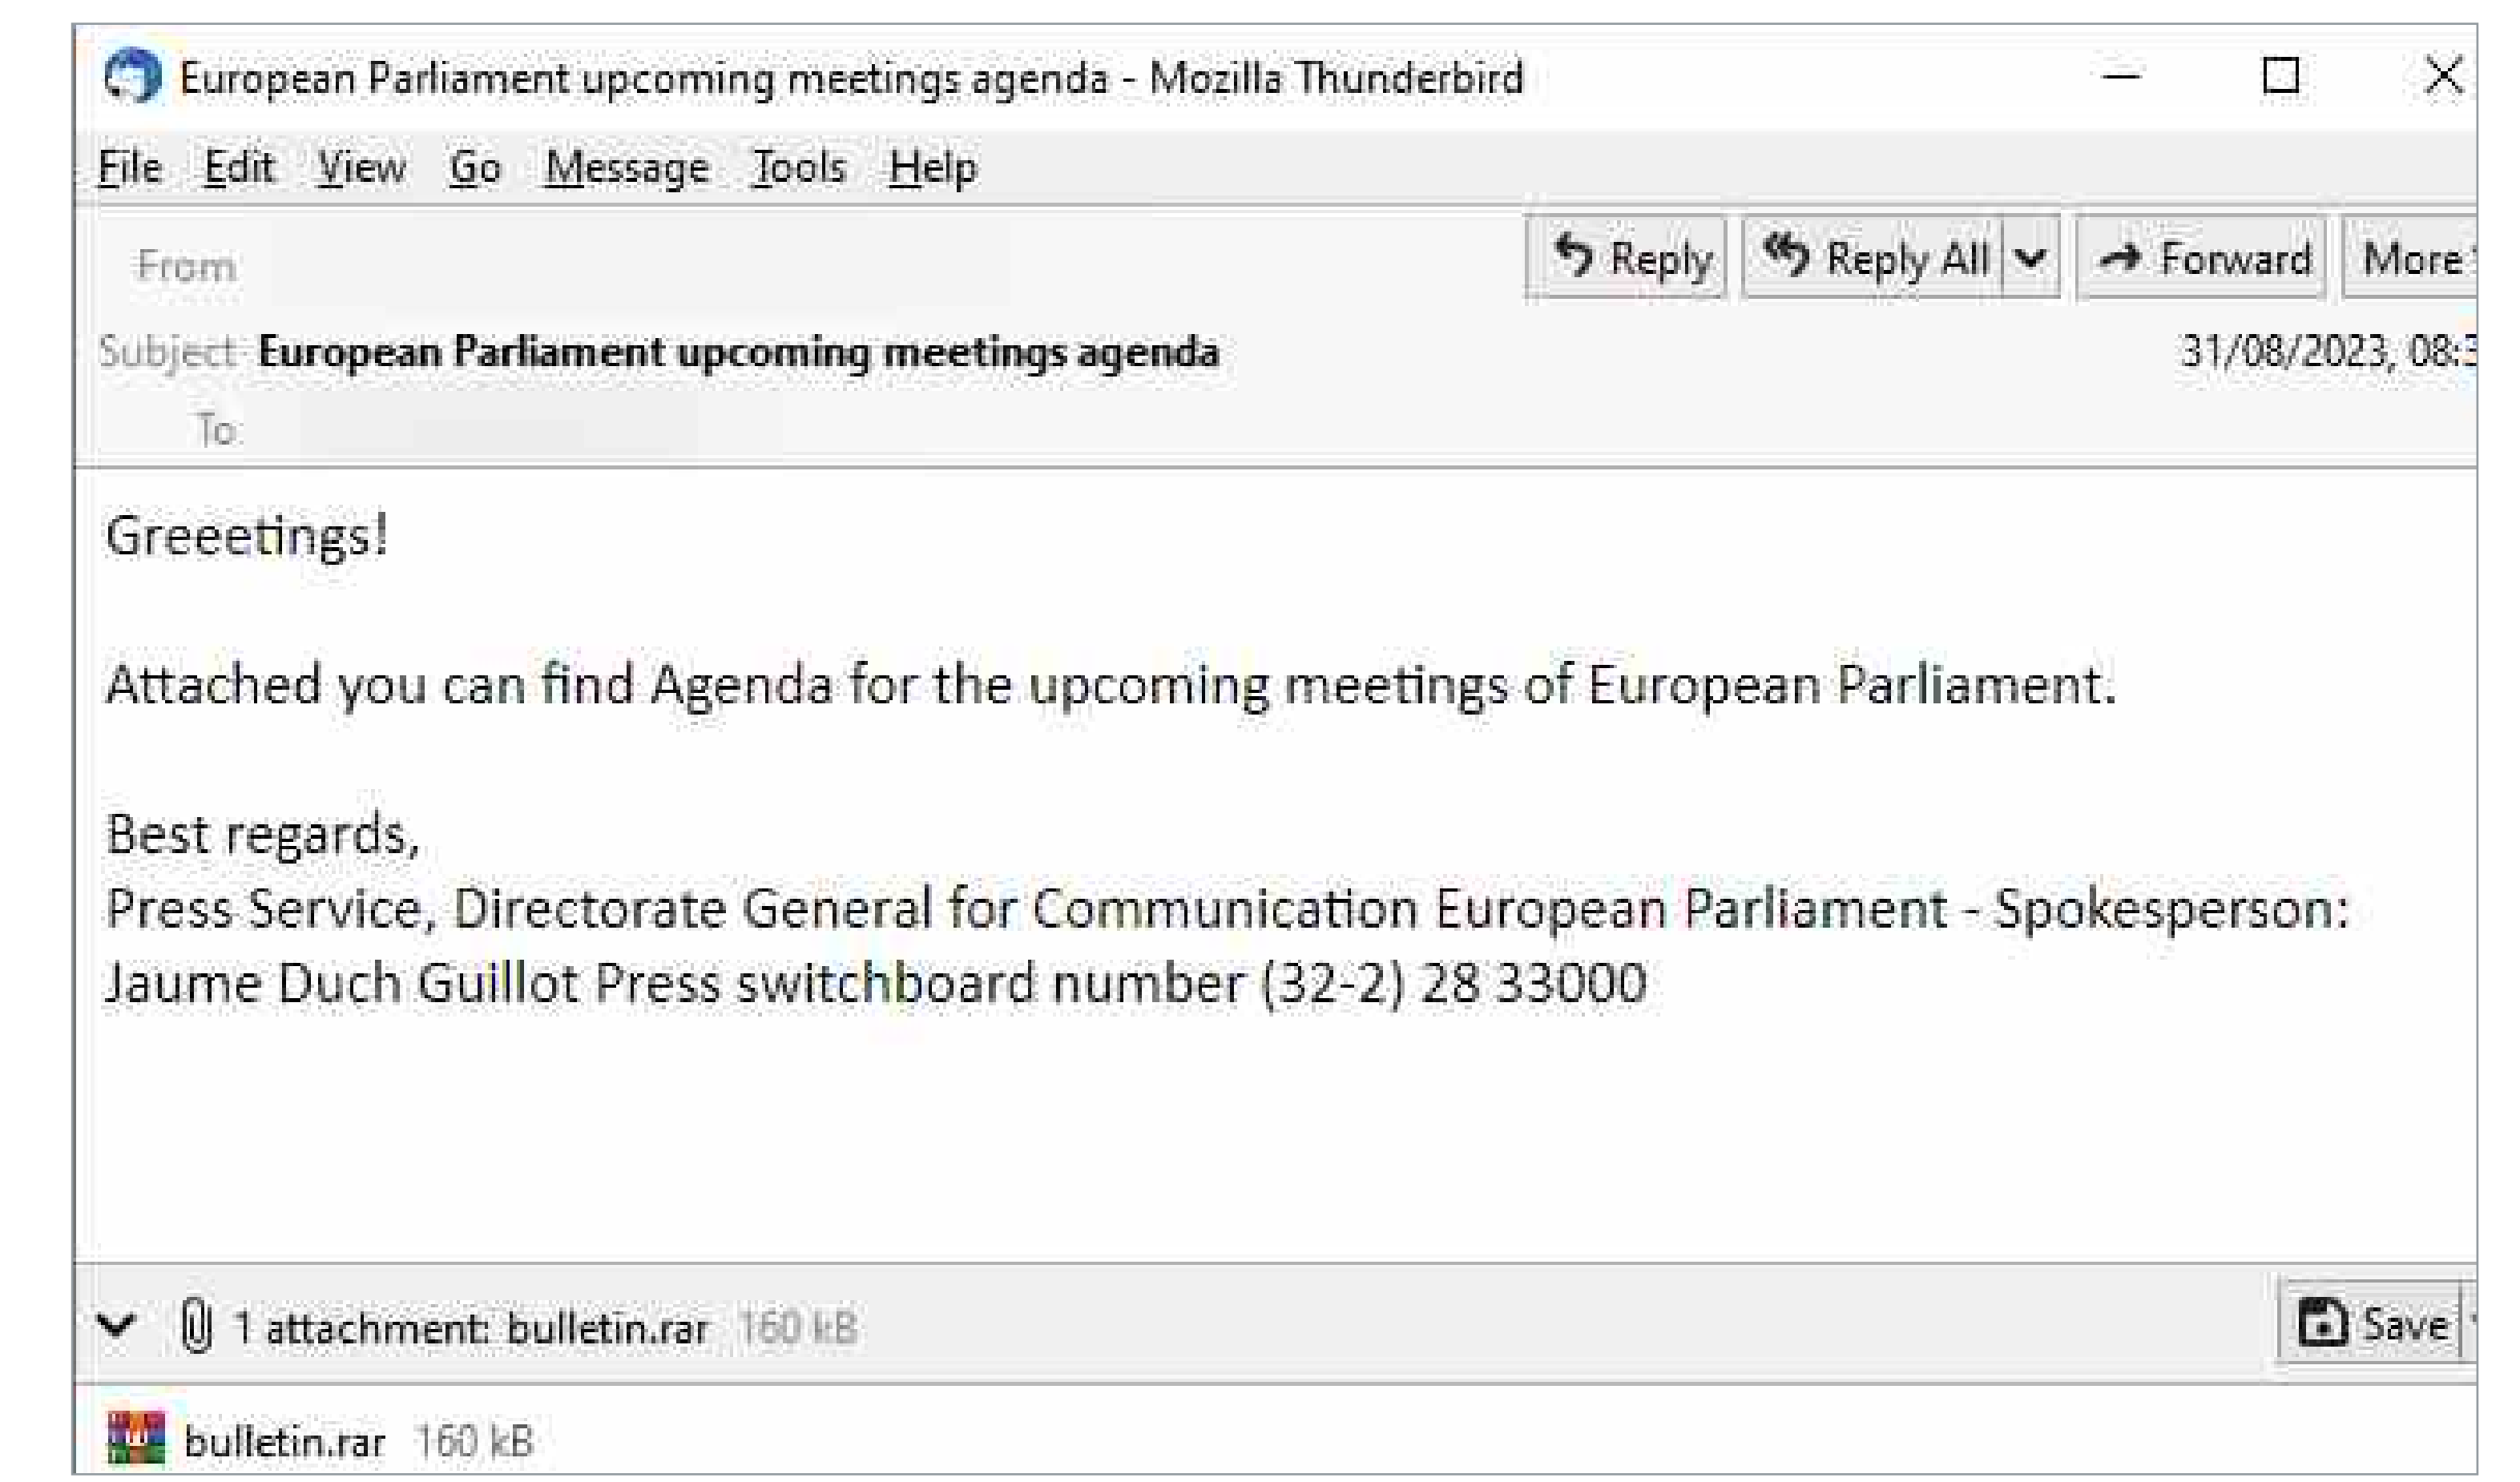 European Parliament upcoming meetings agenda - Mozilla Thunderbird
File Edit View Go Message Tools Help
From
Reply Reply All Forward More
Subject European Parliament upcoming meetings agenda 31/08/2023, 08:3
To
Greeetings!
Attached you can find Agenda for the upcoming meetings of European Parliament.
Best regards,
Press Service, Directorate General for Communication European Parliament - Spokesperson:
Jaume Duch Guillot Press switchboard number (32-2) 28 33000
1 attachment: bulletin.rar 160 kB Save
bulletin.rar 160 kB